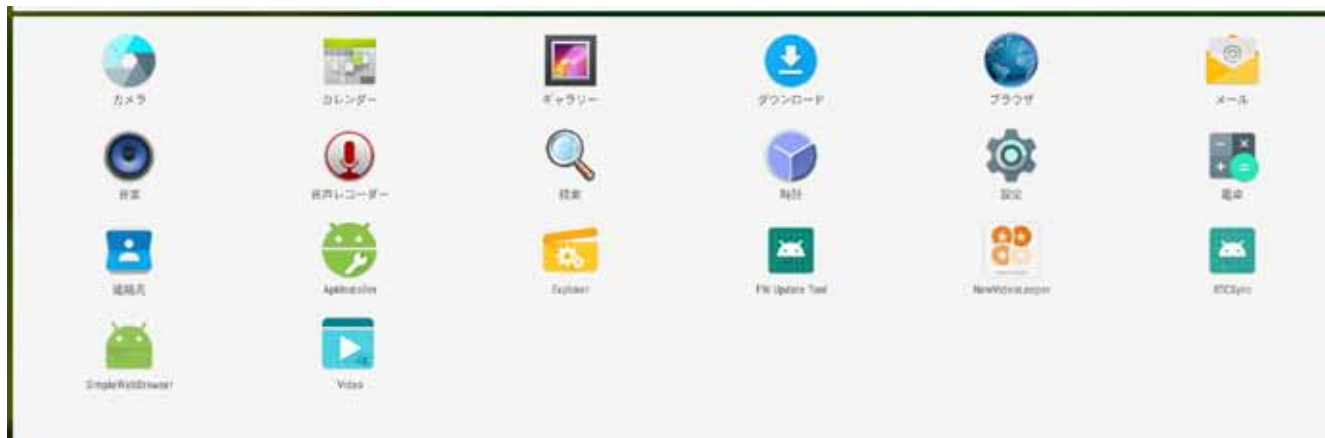 カメラ
カレンダー
ギャラリー
ダウンロード
ブラウザ
メール
音楽
音声レコーダー
検索
時計
設定
電卓
連絡先
ApkInstaller
Explorer
FW Update Tool
NewVideoLooper
RTCSync
SimpleWebBrowser
Video